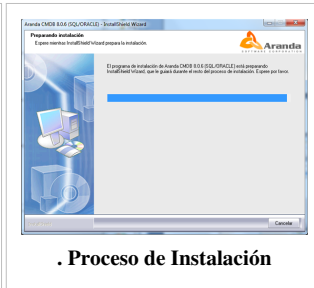 Aranda CMDB 8.0.6 (SQL/ORACLE) - InstallShield Wizard
Preparando instalación
Espere mientras InstallShield Wizard prepara la instalación.
Aranda
SOFTWARE CORPORATION
El programa de instalación de Aranda CMDB 8.0.6 (SQL/ORACLE) está preparando
InstallShield Wizard, que le guiará durante el resto del proceso de instalación. Espere por favor.
Cancelar
. Proceso de Instalación